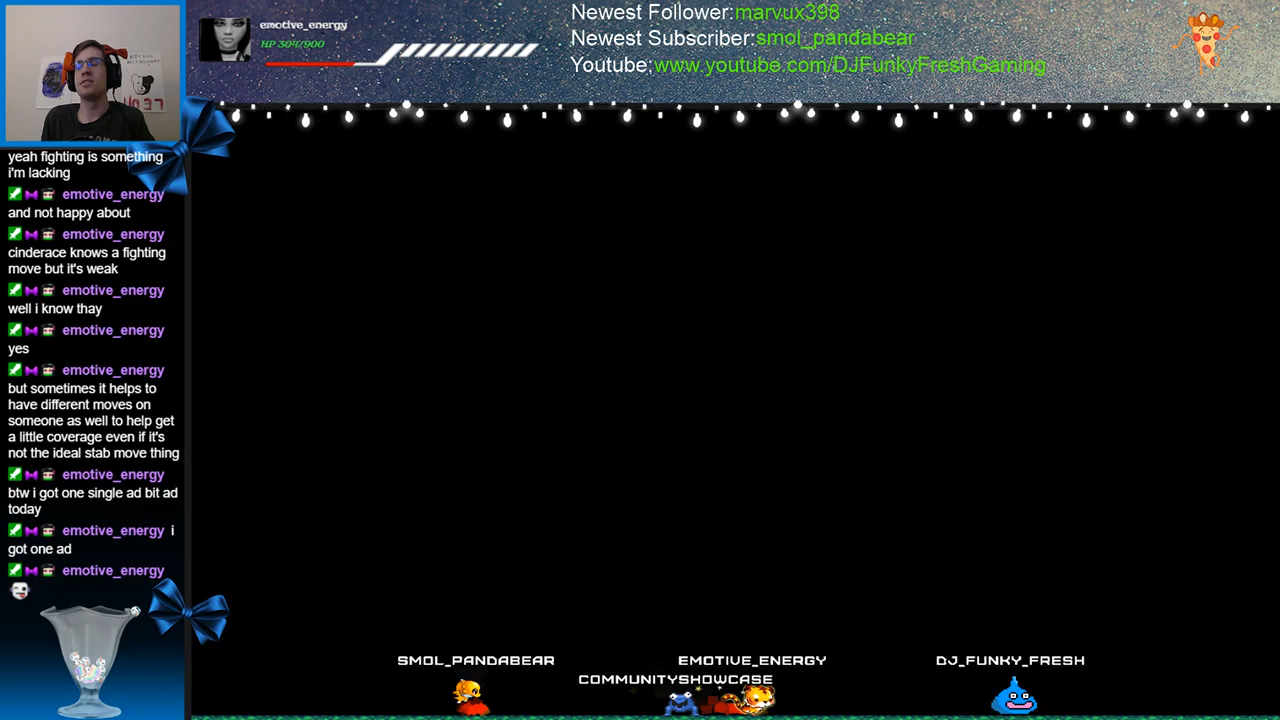 emotive_energy
HP 304/900
Newest Follower:marvux398
Newest Subscriber:smol_pandabear
Youtube;www.youtube.com/DJFunkyFreshGaming
yeah fighting is something
i'm lacking
emotive_energy
and not happy about
emotive_energy
cinderace knows a fighting
move but it's weak
emotive_energy
well i know thay
emotive_energy
yes
emotive_energy
but sometimes it helps to
have different moves on
someone as well to help get
a little coverage even if it's
not the ideal stab move thing
emotive_energy
btw i got one single ad bit ad
today
emotive_energy i
got one ad
emotive_energy
SMOL_PANDABEAR
EMOTIVE_ENERGY
DJ_FUNKY_FRESH
COMMUNITYSHOWCASE